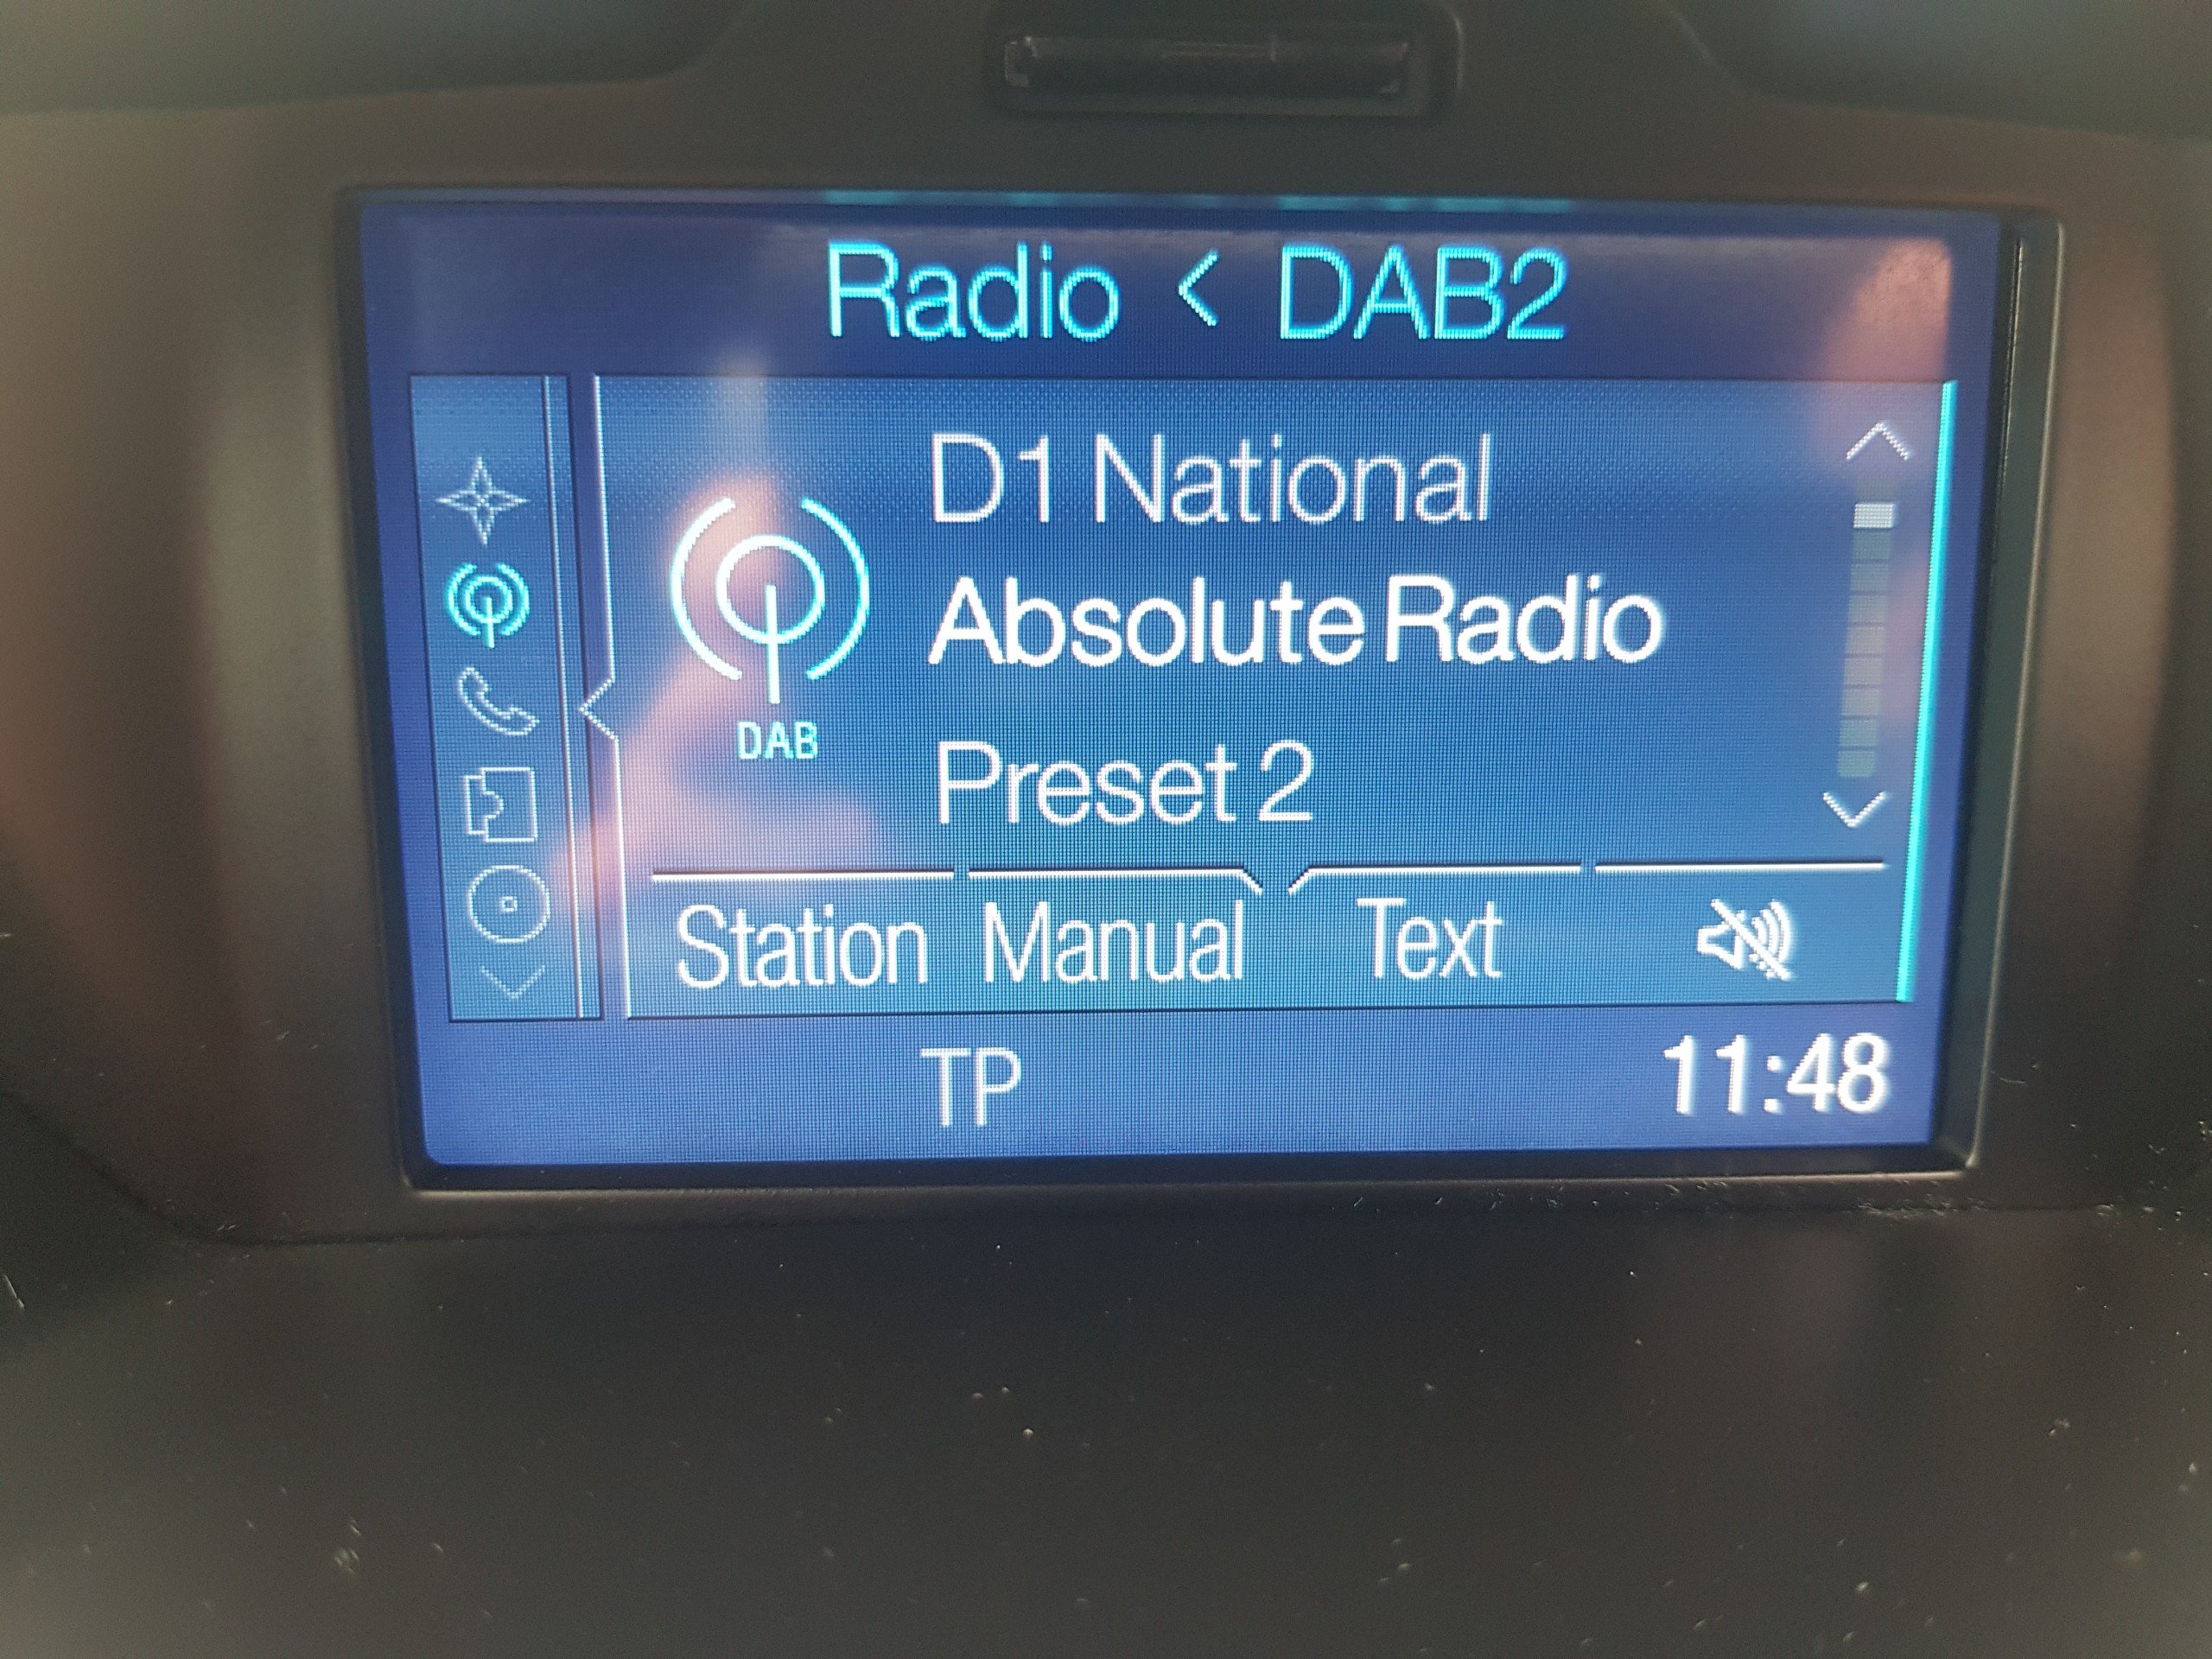 Radio < DAB2
D1 National
Absolute Radio
DAB
Preset 2
Station Manual Text
TP 11:48